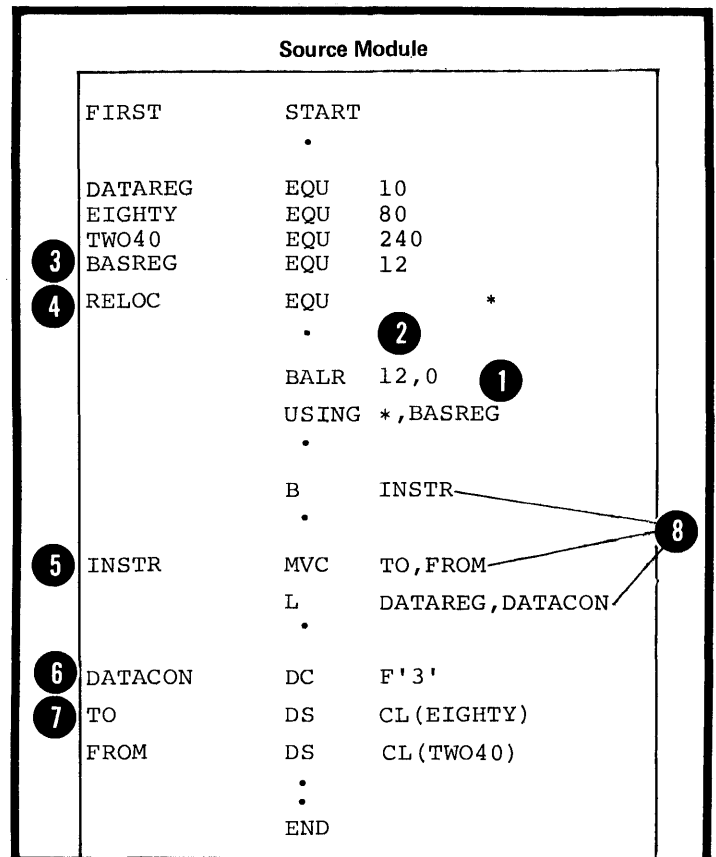 Source Module
FIRST START
•
DATAREG EQU 10
EIGHTY EQU 80
TWO40 EQU 240
3 BASREG EQU 12
4 RELOC EQU *
• 2
BALR 12,0 1
USING *,BASREG
•
B INSTR
•
8
5 INSTR MVC TO,FROM
L DATAREG,DATACON
•
6 DATACON DC F'3'
7 TO DS CL(EIGHTY)
FROM DS CL(TWO40)
•
•
END